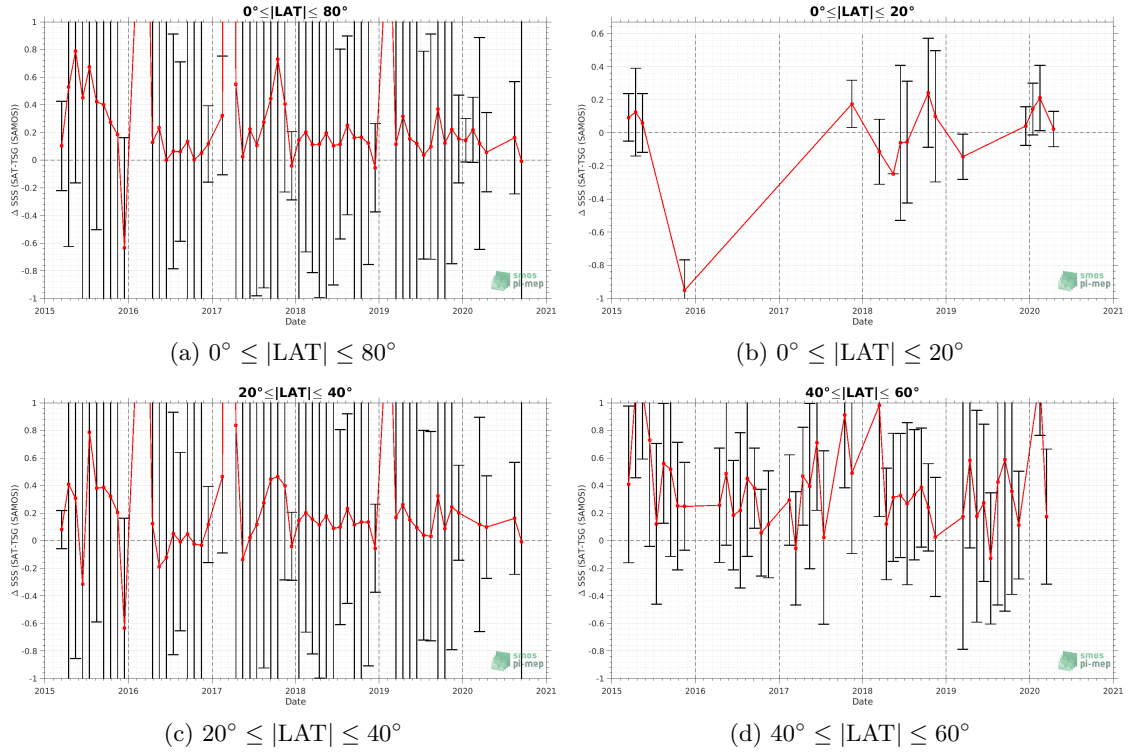 0°≤|LAT|≤ 80°
Δ SSS (SAT-TSG (SAMOS))
1
0.8
0.6
0.4
0.2
0
-0.2
-0.4
-0.6
-0.8
-1
2015 2016 2017 2018 2019 2020 2021
Date
smos
pi-mep
(a) 0° ≤ |LAT| ≤ 80°
0°≤|LAT|≤ 20°
Δ SSS (SAT-TSG (SAMOS))
0.6
0.4
0.2
0
-0.2
-0.4
-0.6
-0.8
-1
2015 2016 2017 2018 2019 2020 2021
Date
smos
pi-mep
(b) 0° ≤ |LAT| ≤ 20°
20°≤|LAT|≤ 40°
Δ SSS (SAT-TSG (SAMOS))
1
0.8
0.6
0.4
0.2
0
-0.2
-0.4
-0.6
-0.8
-1
2015 2016 2017 2018 2019 2020 2021
Date
smos
pi-mep
(c) 20° ≤ |LAT| ≤ 40°
40°≤|LAT|≤ 60°
Δ SSS (SAT-TSG (SAMOS))
1
0.8
0.6
0.4
0.2
0
-0.2
-0.4
-0.6
-0.8
-1
2015 2016 2017 2018 2019 2020 2021
Date
smos
pi-mep
(d) 40° ≤ |LAT| ≤ 60°